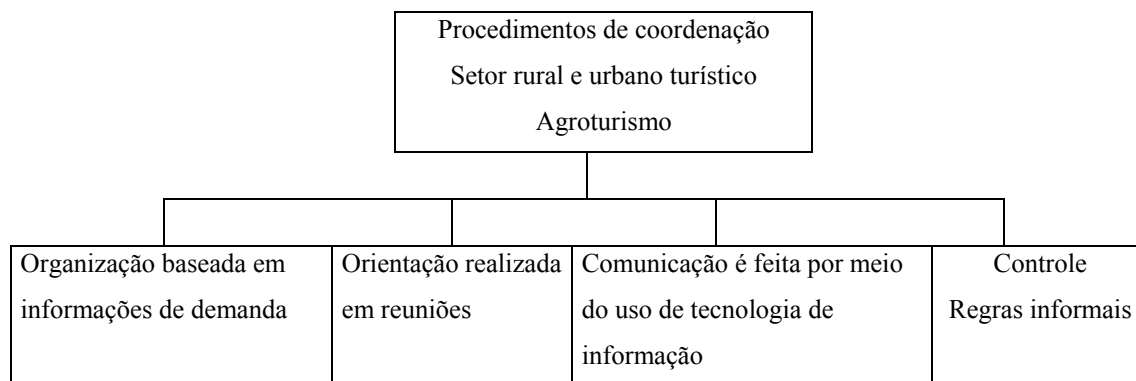 Procedimentos de coordenação
Setor rural e urbano turístico
Agroturismo
Organização baseada em
informações de demanda
Orientação realizada
em reuniões
Comunicação é feita por meio
do uso de tecnologia de
informação
Controle
Regras informais